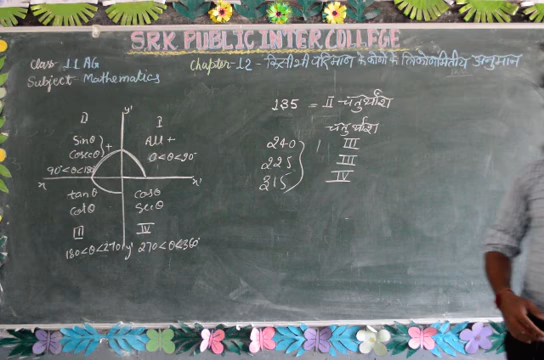 S.R.K PUBLIC INTER COLLEGE
Class- 11 AG
Chapter-12 - किसी भी परिमाण के कोणों के त्रिकोणमितीय अनुमान
Subject- Mathematics
135 = II - चतुर्थांश
चतुर्थांश
240 III
225 III
315 IV
y'
II
I
Sinθ
Cosecθ
+
All +
0<θ<90°
90°<θ<180
x
x'
tanθ
cotθ
cosθ
secθ
III
IV
180<θ<270
y'
270<θ<360°